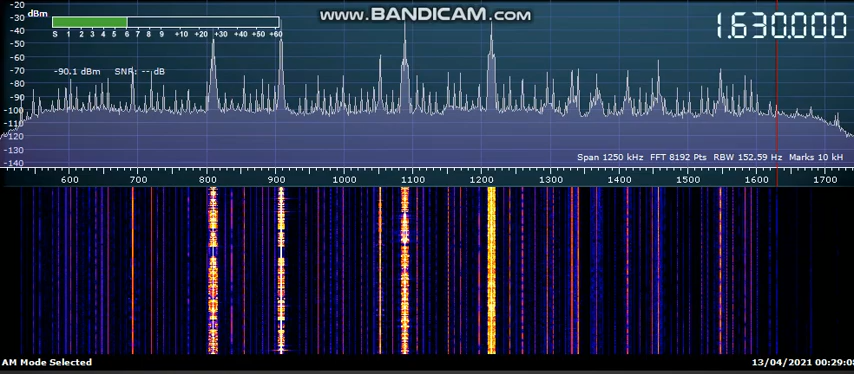 -20
www.BANDICAM.com
1.630.000
dBm
-30
S 1 2 3 4 5 6 7 8 9 +10 +20 +30 +40 +50 +60
-40
-50
-60
-70
-90.1 dBm SNR: -- dB
-80
-90
-100
-110
-120
-130
-140
Span 1250 kHz FFT 8192 Pts RBW 152.59 Hz Marks 10 kH
600 700 800 900 1000 1100 1200 1300 1400 1500 1600 1700
AM Mode Selected
13/04/2021 00:29:08